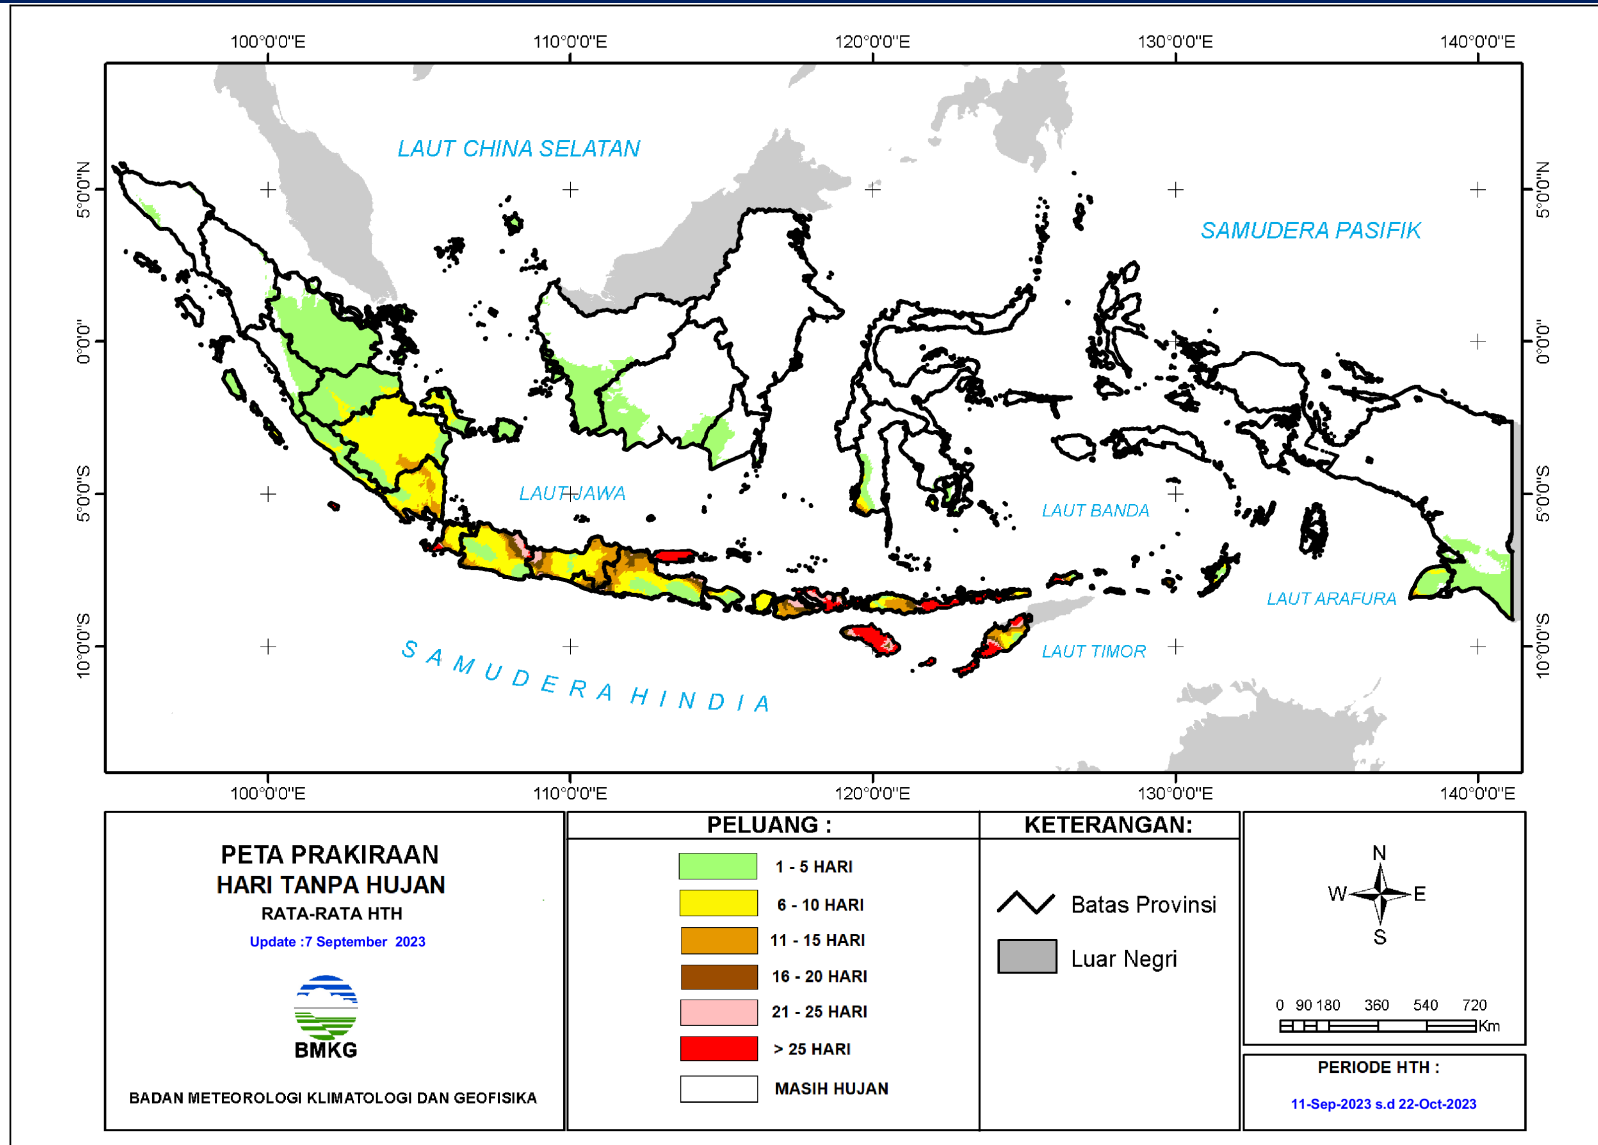 100°0'0"E 110°0'0"E 120°0'0"E 130°0'0"E 140°0'0"E
5°0'0"N
0°0'0"
5°0'0"S
10°0'0"S
LAUT CHINA SELATAN
SAMUDERA PASIFIK
LAUT JAWA
LAUT BANDA
LAUT ARAFURA
LAUT TIMOR
SAMUDERA HINDIA
5°0'0"N
0°0'0"
5°0'0"S
10°0'0"S
100°0'0"E 110°0'0"E 120°0'0"E 130°0'0"E 140°0'0"E
PETA PRAKIRAAN
HARI TANPA HUJAN
RATA-RATA HTH
Update :7 September 2023
BMKG
BADAN METEOROLOGI KLIMATOLOGI DAN GEOFISIKA
PELUANG :
1 - 5 HARI
6 - 10 HARI
11 - 15 HARI
16 - 20 HARI
21 - 25 HARI
> 25 HARI
MASIH HUJAN
KETERANGAN:
Batas Provinsi
Luar Negri
N
W E
S
0 90 180 360 540 720
Km
PERIODE HTH :
11-Sep-2023 s.d 22-Oct-2023